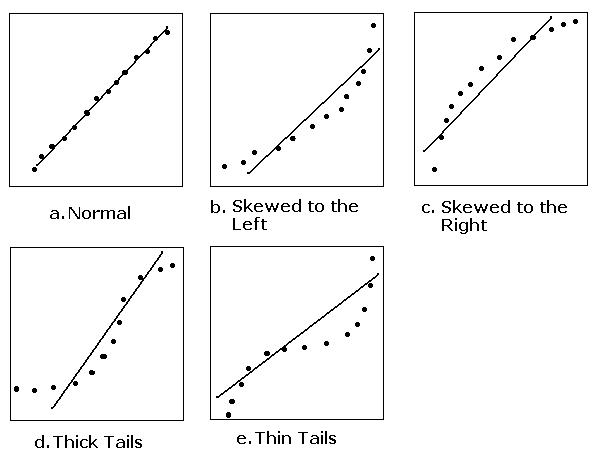 a. Normal
b. Skewed to the
Left
c. Skewed to the
Right
d. Thick Tails
e. Thin Tails